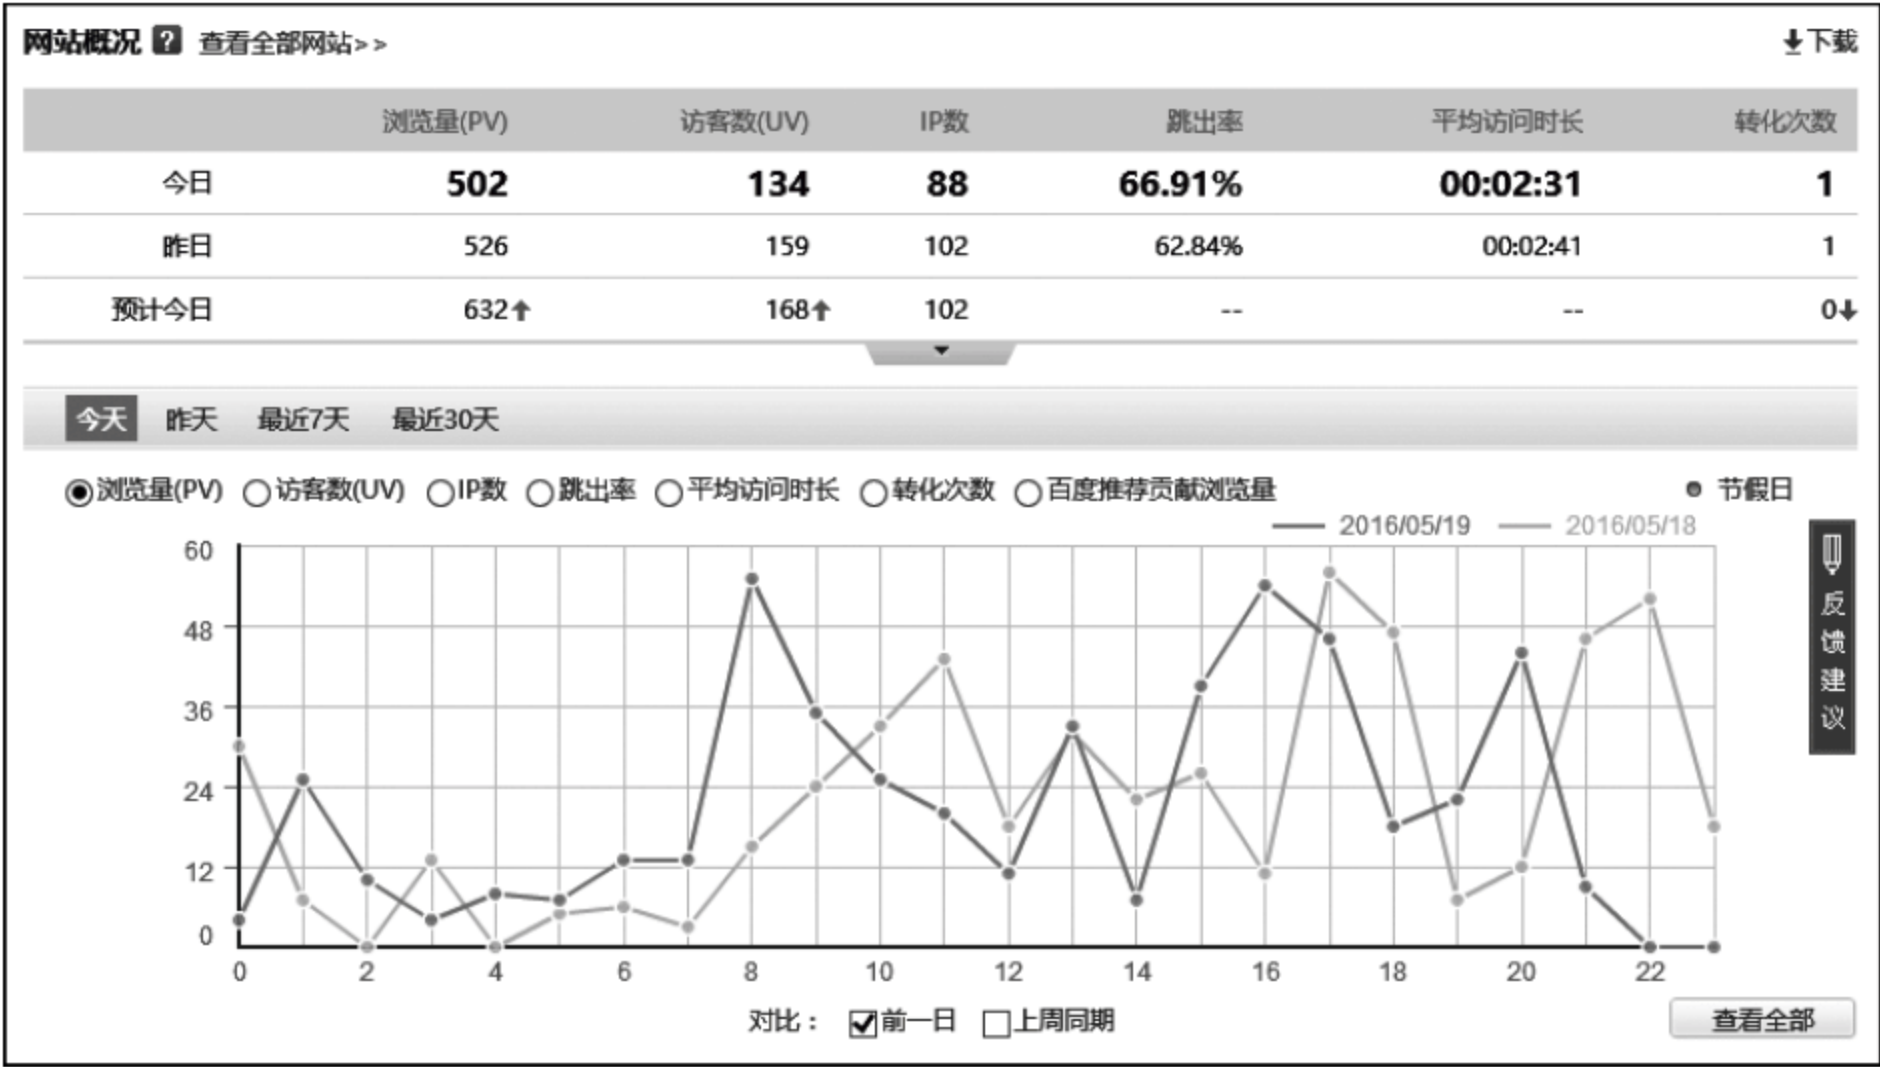 网站概况 ? 查看全部网站>> 下载
浏览量(PV) 访客数(UV) IP数 跳出率 平均访问时长 转化次数
今日 502 134 88 66.91% 00:02:31 1
昨日 526 159 102 62.84% 00:02:41 1
预计今日 632 168 102 -- -- 0
今天 昨天 最近7天 最近30天
浏览量(PV) 访客数(UV) IP数 跳出率 平均访问时长 转化次数 百度推荐贡献浏览量 节假日
2016/05/19 2016/05/18
60
48
36
24
12
0
0 2 4 6 8 10 12 14 16 18 20 22
反馈建议
对比： 前一日 上周同期 查看全部